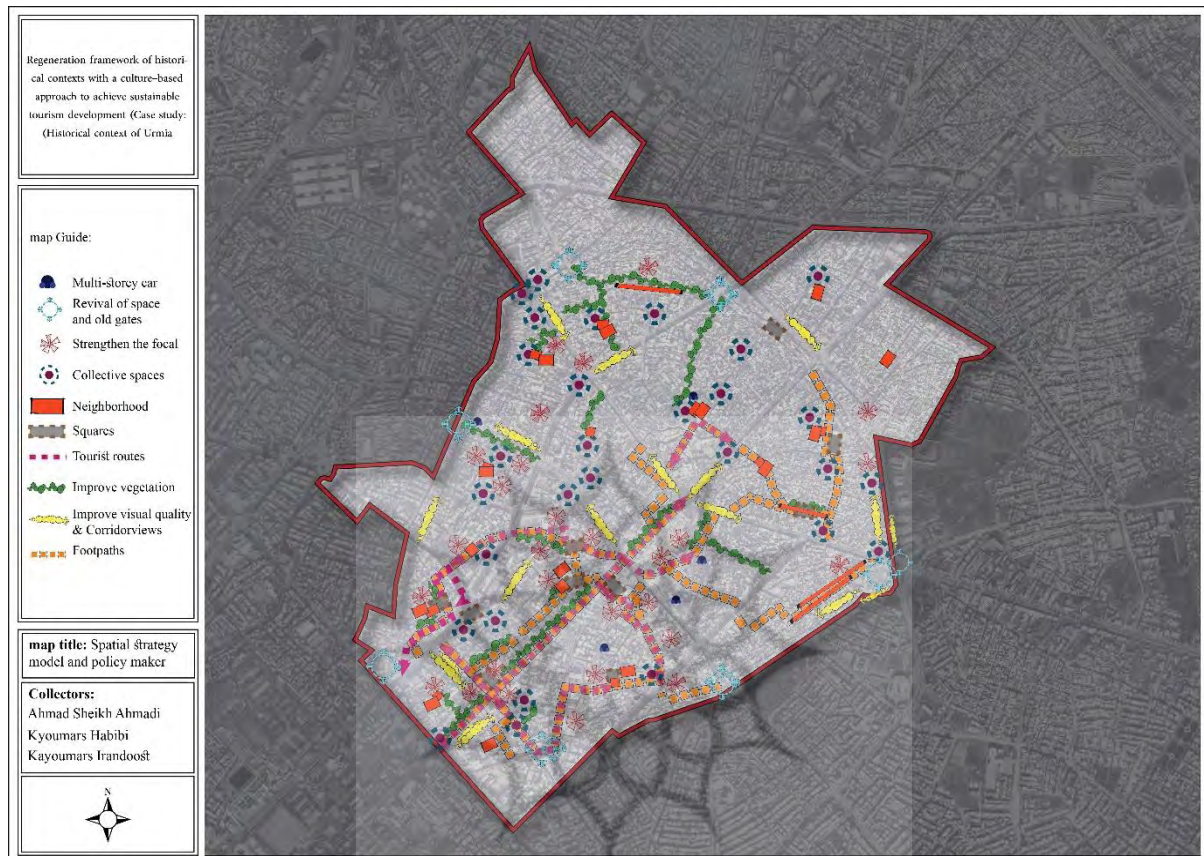 Regeneration framework of histori-
cal contexts with a culture-based
approach to achieve sustainable
tourism development (Case study:
(Historical context of Urmia
map Guide:
Multi-storey car
Revival of space
and old gates
Strengthen the focal
Collective spaces
Neighborhood
Squares
Tourist routes
Improve vegetation
Improve visual quality
& Corridorviews
Footpaths
map title: Spatial strategy
model and policy maker
Collectors:
Ahmad Sheikh Ahmadi
Kyoumars Habibi
Kayoumars Irandoost
N